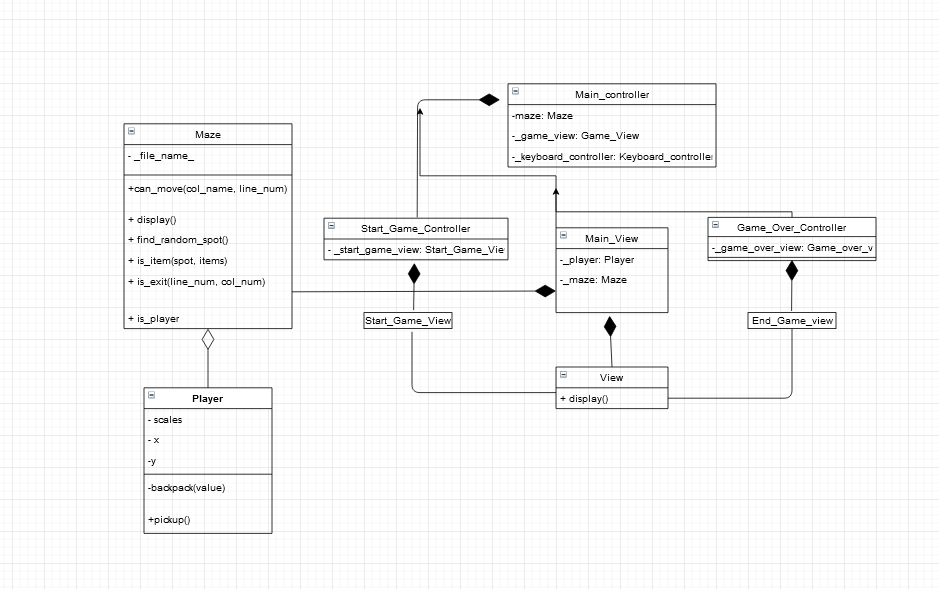 Main_controller
-maze: Maze
-_game_view: Game_View
-_keyboard_controller: Keyboard_controller
Maze
- _file_name_
+can_move(col_name, line_num)
+ display()
+ find_random_spot()
+ is_item(spot, items)
+ is_exit(line_num, col_num)
+ is_player
Start_Game_Controller
- _start_game_view: Start_Game_Vie
Main_View
-_player: Player
-_maze: Maze
Game_Over_Controller
-_game_over_view: Game_over_v
Start_Game_View
End_Game_view
View
+ display()
Player
- scales
- x
-y
-backpack(value)
+pickup()